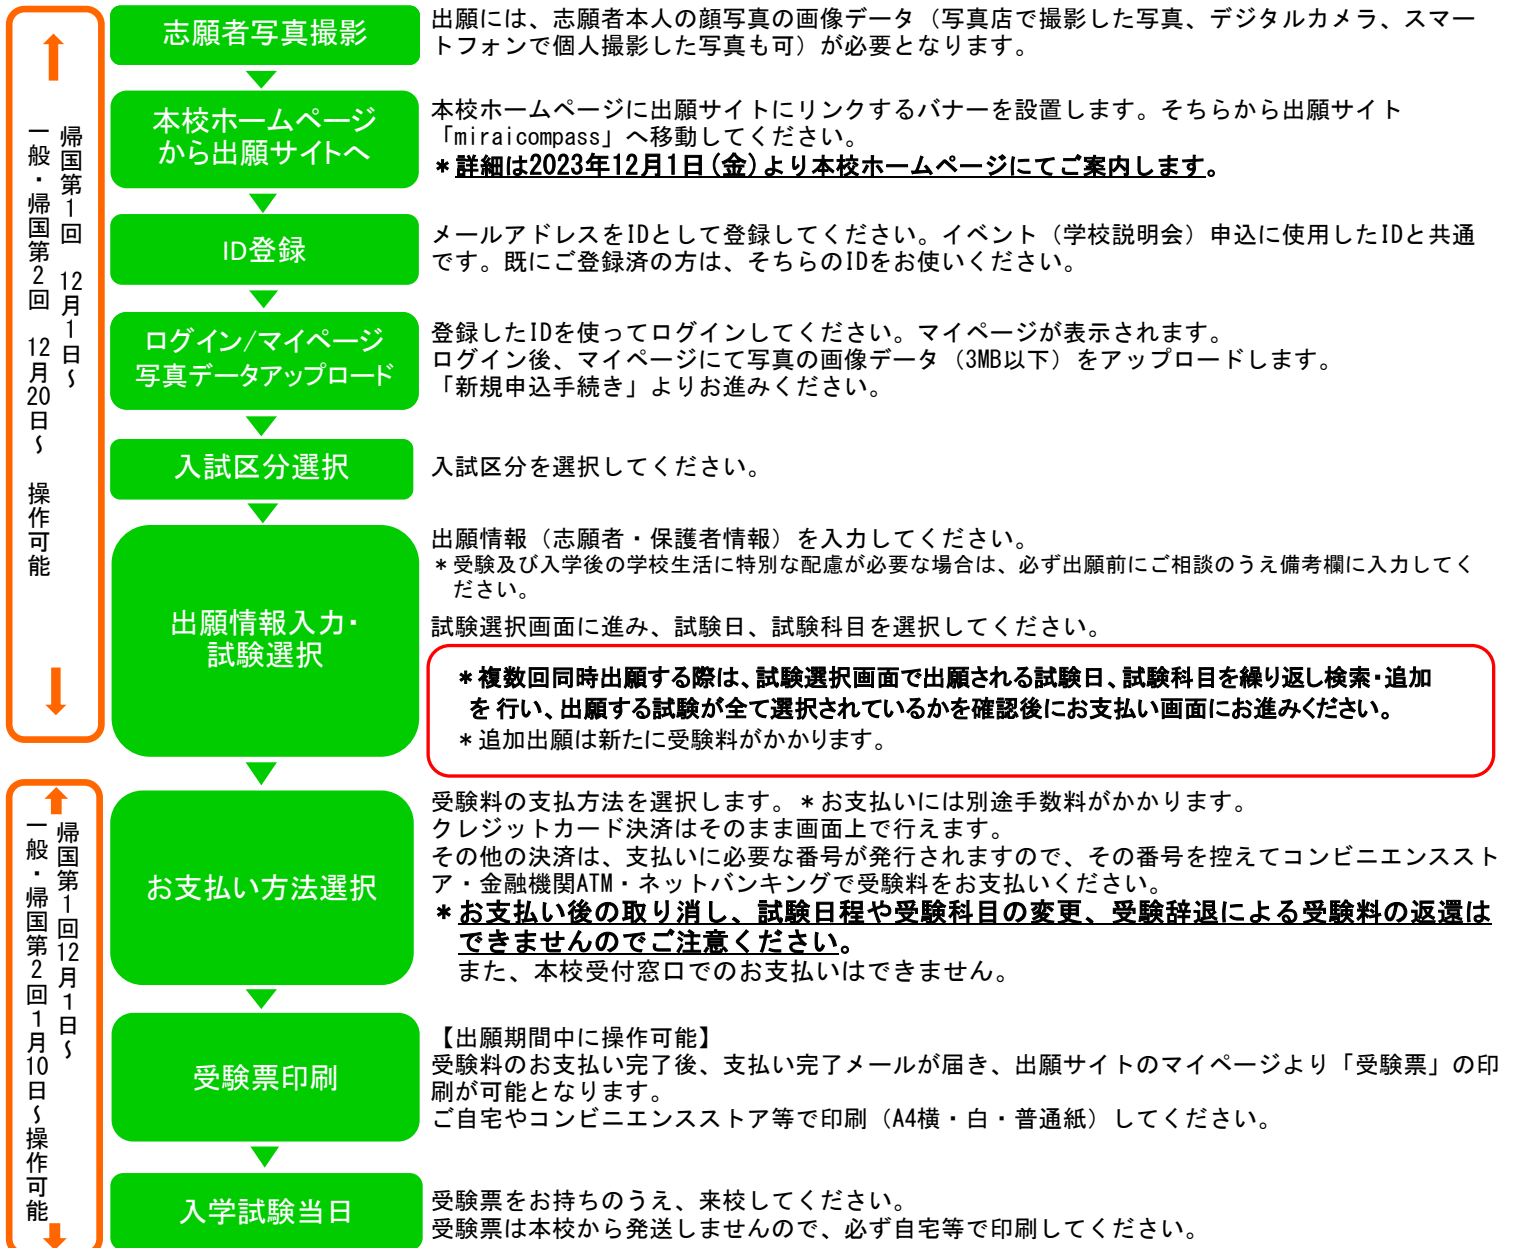 帰国第1回　12月1日～
一般・帰国第2回　12月20日～　操作可能
志願者写真撮影
出願には、志願者本人の顔写真の画像データ（写真店で撮影した写真、デジタルカメラ、スマー
トフォンで個人撮影した写真も可）が必要となります。
本校ホームページ
から出願サイトへ
本校ホームページに出願サイトにリンクするバナーを設置します。そちらから出願サイト
「miraicompass」へ移動してください。
＊詳細は2023年12月1日（金）より本校ホームページにてご案内します。
ID登録
メールアドレスをIDとして登録してください。イベント（学校説明会）申込に使用したIDと共通
です。既にご登録済の方は、そちらのIDをお使いください。
ログイン/マイページ
写真データアップロード
登録したIDを使ってログインしてください。マイページが表示されます。
ログイン後、マイページにて写真の画像データ（3MB以下）をアップロードします。
「新規申込手続き」よりお進みください。
入試区分選択
入試区分を選択してください。
出願情報入力・
試験選択
出願情報（志願者・保護者情報）を入力してください。
＊受験及び入学後の学校生活に特別な配慮が必要な場合は、必ず出願前にご相談のうえ備考欄に入力してく
ださい。
試験選択画面に進み、試験日、試験科目を選択してください。
＊複数回同時出願する際は、試験選択画面で出願される試験日、試験科目を繰り返し検索・追加
を 行い、出願する試験が全て選択されているかを確認後にお支払い画面にお進みください。
＊追加出願は新たに受験料がかかります。
帰国第1回12月1日～
一般・帰国第2回1月10日～操作可能
お支払い方法選択
受験料の支払方法を選択します。＊お支払いには別途手数料がかかります。
クレジットカード決済はそのまま画面上で行えます。
その他の決済は、支払いに必要な番号が発行されますので、その番号を控えてコンビニエンススト
ア・金融機関ATM・ネットバンキングで受験料をお支払いください。
＊お支払い後の取り消し、試験日程や受験科目の変更、受験辞退による受験料の返還は
できませんのでご注意ください。
また、本校受付窓口でのお支払いはできません。
受験票印刷
【出願期間中に操作可能】
受験料のお支払い完了後、支払い完了メールが届き、出願サイトのマイページより「受験票」の印
刷が可能となります。
ご自宅やコンビニエンスストア等で印刷（A4横・白・普通紙）してください。
入学試験当日
受験票をお持ちのうえ、来校してください。
受験票は本校から発送しませんので、必ず自宅等で印刷してください。